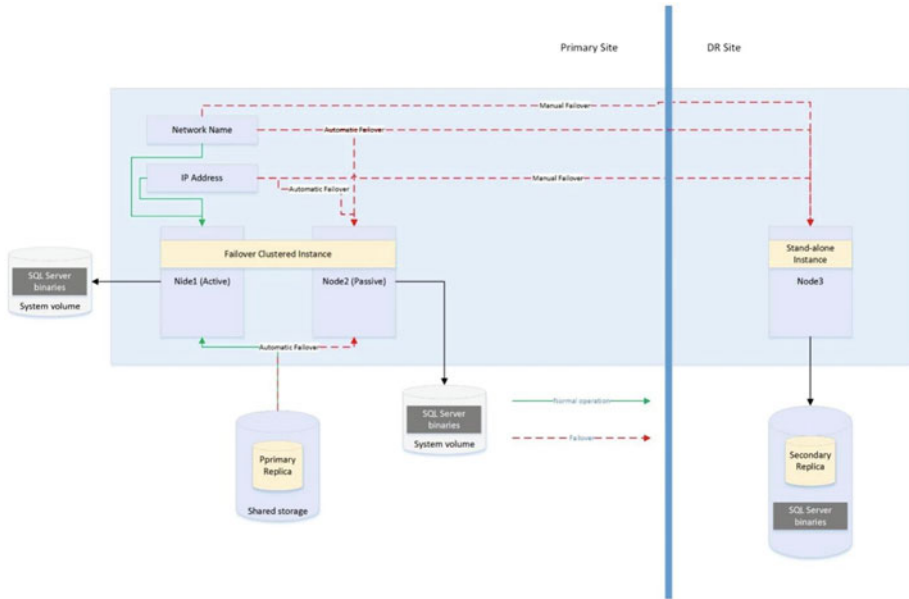 Primary Site
DR Site
Manual Failover
Network Name
Automatic Failover
IP Address
Manual Failover
Automatic Failover
Failover Clustered Instance
Stand-alone
Instance
Nide1 (Active)
Node2 (Passive)
Node3
SQL Server
binaries
System volume
Automatic Failover
SQL Server
binaries
System volume
Normal operation
Failover
Pprimary
Replica
Shared storage
Secondary
Replica
SQL Server
binaries